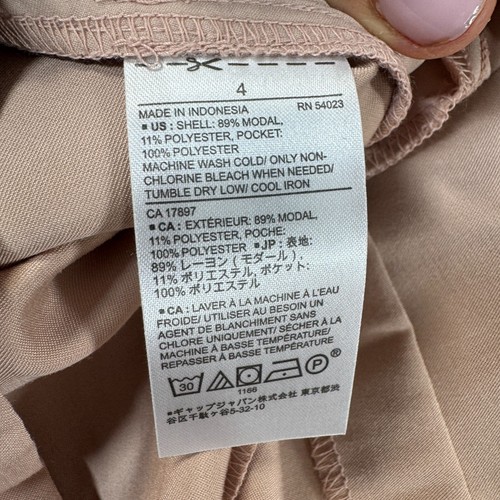 4
MADE IN INDONESIA RN 54023
■ US : SHELL: 89% MODAL,
11% POLYESTER, POCKET:
100% POLYESTER
MACHINE WASH COLD/ ONLY NON-
CHLORINE BLEACH WHEN NEEDED/
TUMBLE DRY LOW/ COOL IRON
CA 17897
■ CA : EXTÉRIEUR: 89% MODAL,
11% POLYESTER, POCHE:
100% POLYESTER ■JP : 表地:
89% レーヨン ( モダール ),
11% ポリエステル, ポケット:
100% ポリエステル
■CA : LAVER À LA MACHINE À L'EAU
FROIDE/ UTILISER AU BESOIN UN
AGENT DE BLANCHIMENT SANS
CHLORE UNIQUEMENT/ SÉCHER À LA
MACHINE À BASSE TEMPÉRATURE/
REPASSER À BASSE TEMPÉRATURE
30 P
1166
■ギャップジャパン(株) 東京都渋
谷区千駄ヶ谷5-32-10